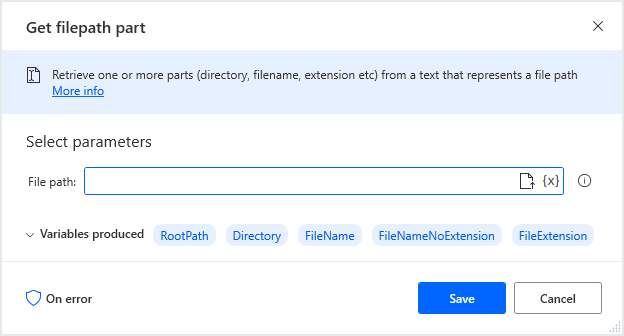 Get filepath part
Retrieve one or more parts (directory, filename, extension etc) from a text that represents a file path
More info
Select parameters
File path: {x}
Variables produced RootPath Directory FileName FileNameNoExtension FileExtension
On error Save Cancel